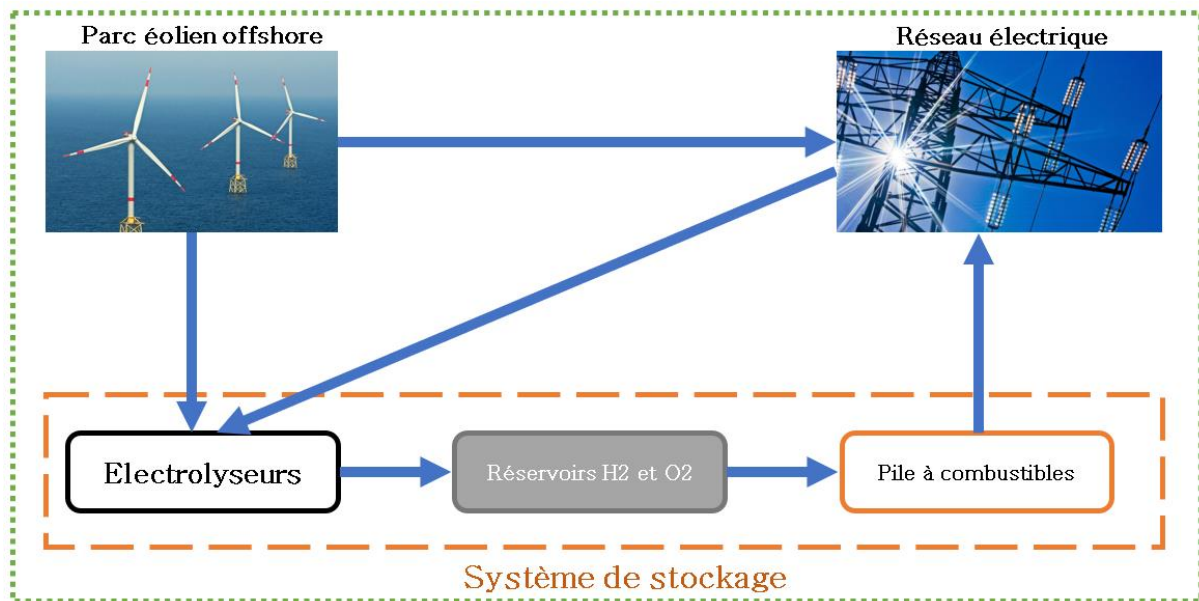 Parc éolien offshore
Réseau électrique
Electrolyseurs
Réservoirs H2 et O2
Pile à combustibles
Système de stockage